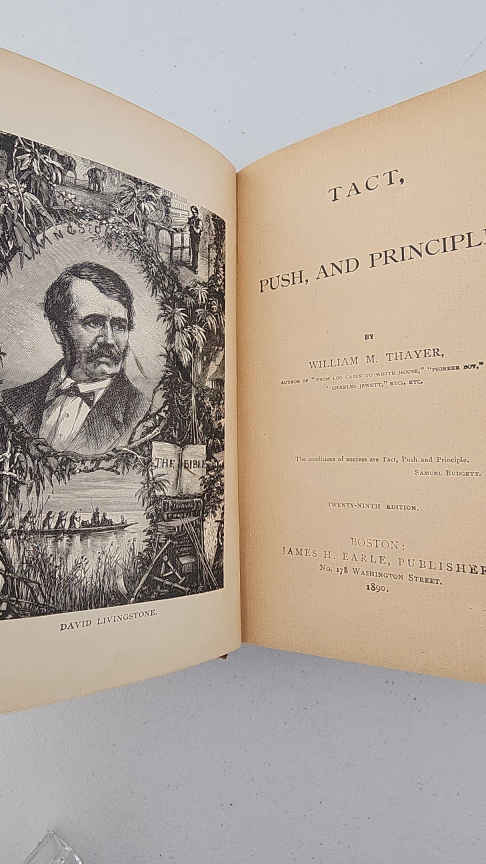 THE BIBLE
DAVID LIVINGSTONE.
TACT,
PUSH, AND PRINCIPLE
BY
WILLIAM M. THAYER,
AUTHOR OF "FROM LOG CABIN TO WHITE HOUSE," "PIONEER BOY,"
"CHARLES JEWETT," ETC., ETC.
The conditions of success are Tact, Push and Principle.
SAMUEL BUDGETT.
TWENTY-NINTH EDITION.
BOSTON:
JAMES H. EARLE, PUBLISHER
No. 178 WASHINGTON STREET.
1890.